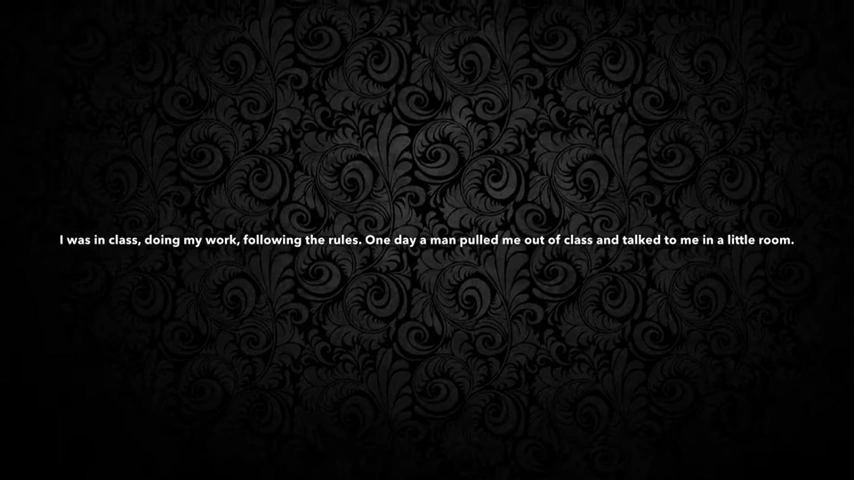 I was in class, doing my work, following the rules. One day a man pulled me out of class and talked to me in a little room.